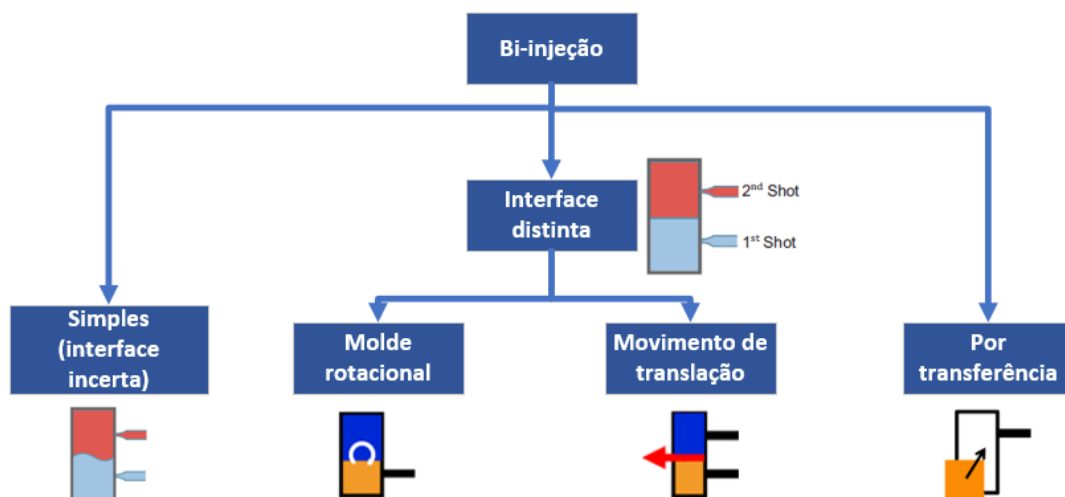 Bi-injeção
Interface
distinta
2nd Shot
1st Shot
Simples
(interface
incerta)
Molde
rotacional
Movimento de
translação
Por
transferência